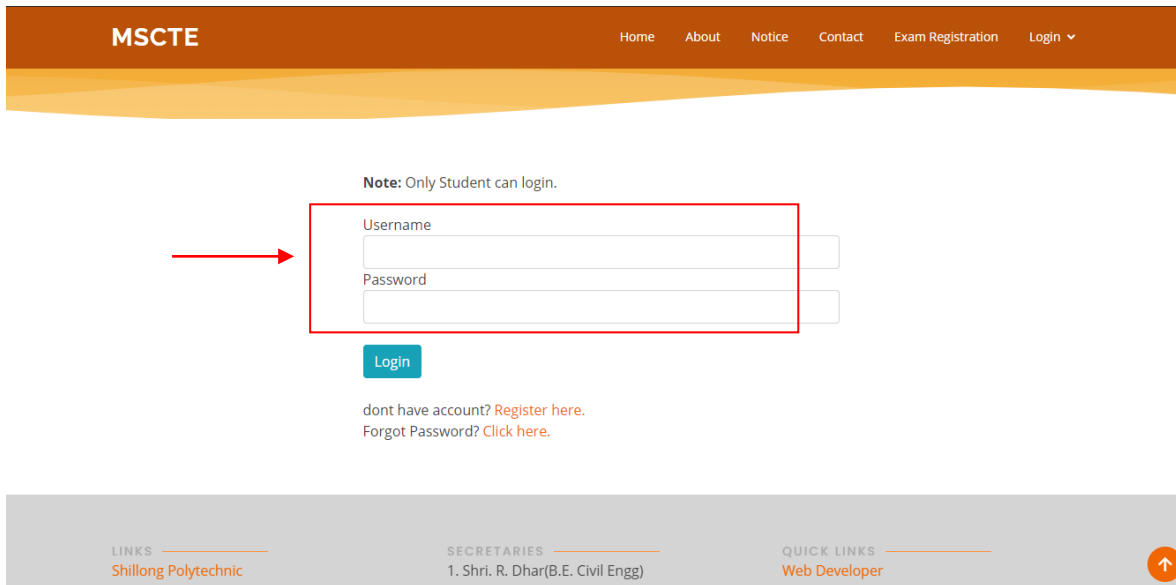 MSCTE Home About Notice Contact Exam Registration Login
Note: Only Student can login.
Username
Password
Login
dont have account? Register here.
Forgot Password? Click here.
LINKS SECRETARIES QUICK LINKS
Shillong Polytechnic 1. Shri. R. Dhar(B.E. Civil Engg) Web Developer